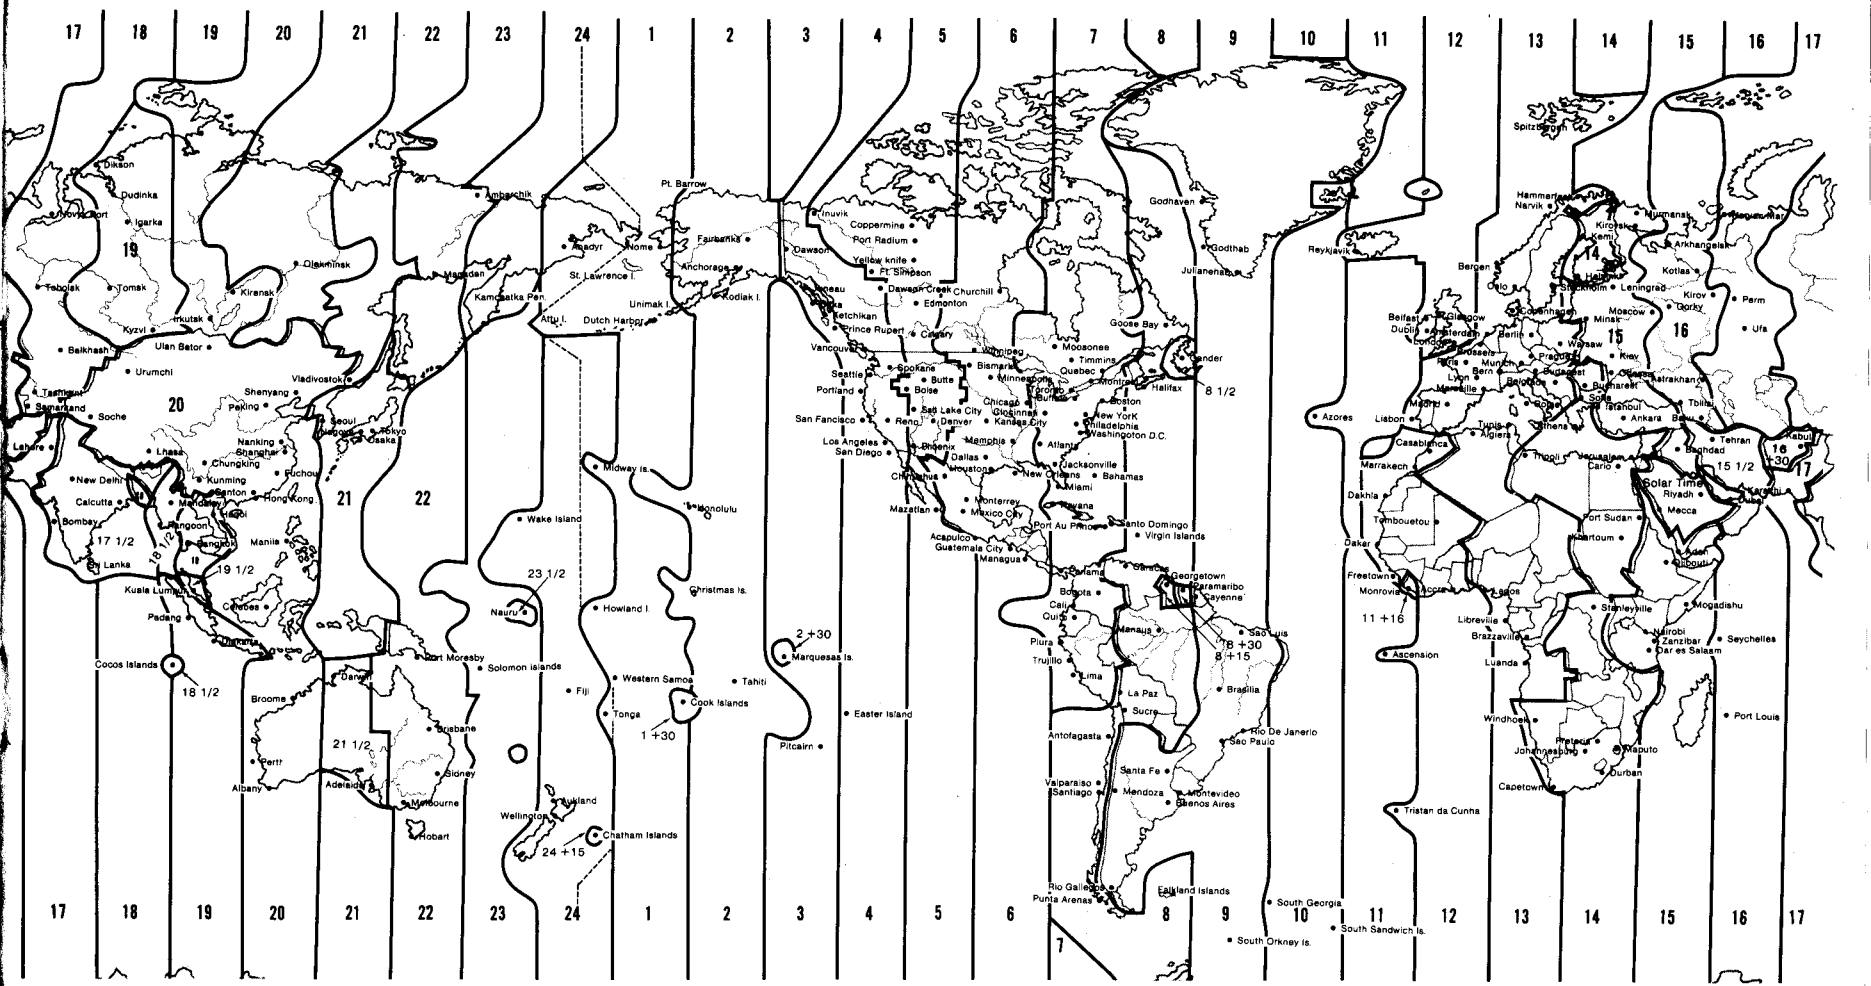 17 18 19 20 21 22 23 24 1 2 3 4 5 6 7 8 9 10 11 12 13 14 15 16 17
Spitzbergen
Dikson
Dudinka
Igarka
19
Ambarchik
Pt. Barrow
Inuvik
Coppermine
Port Radium
Yellow knife
Ft. Simpson
Godhaven
Godthab
Julianehab
Reykjavik
Hammerfest
Narvik
Murmansk
Kirovsk
Kemi
Arkhangelsk
14
Kotlas
Tobolsk
Tomsk
Olekminsk
Kirensk
Magadan
Anadyr
Nome
Fairbanks
Dawson
St. Lawrence I.
Anchorage
Kamsatka Pen.
Unimak I.
Kodiak I.
Juneau
Ketchikan
Dawson Creek
Churchill
Edmonton
Bergen
Oslo
Stockholm
Leningrad
Kirov
Perm
Gorky
Moscow
16
Ufa
Kyzyl
Irkutsk
Ulan Bator
Attu I.
Dutch Harbor
Prince Rupert
Calgary
Goose Bay
Belfast
Glasgow
Copenhagen
Dublin
Amsterdam
Berlin
Minsk
London
Balkhash
Vancouver
Winnipeg
Moosonee
Timmins
Gander
Brussels
Warsaw
15
Urumchi
Seattle
Spokane
Bismark
Quebec
Paris
Munich
Prague
Kiev
Vladivostok
Butte
Minneapolis
Montreal
Halifax
8 1/2
Lyon
Bern
Budapest
Odessa
Astrakhan
Tashkent
Shenyang
Portland
Boise
Toronto
Buffalo
Marseille
Belgrade
Bucharest
Samarkand
20
Peking
Chicago
Boston
Madrid
Rome
Sofia
Tbilisi
Soche
Seoul
Tokyo
Osaka
San Fancisco
Reno
Salt Lake City
Denver
Cincinnati
Kansas City
New York
Philadelphia
Washingoton D.C.
Azores
Lisbon
Tunis
Algiers
Athens
Istanbul
Ankara
Baku
Lahore
Nanking
Shanghai
Los Angeles
San Diego
Phoenix
Memphis
Atlanta
Casablanca
Tehran
Kabul
Lhasa
Chungking
Dallas
Houston
Jacksonville
Marrakech
Tripoli
Jerusalem
Cario
Baghdad
15 1/2
16 +30
17
New Delhi
Kunming
Fuchou
Midway is.
Chihuahua
New Orleans
Miami
Bahamas
Calcutta
Canton
Hong Kong
21
22
Monterrey
Mexico City
Mazatlan
Havana
Dakhla
Solar Time
Riyadh
Karachi
Dubai
Mandalay
Hanoi
Honolulu
Bombay
Rangoon
Wake Island
Port Au Prince
Santo Domingo
Tombouetou
Port Sudan
Mecca
17 1/2
18 1/2
Bangkok
Manila
Acapulco
Guatemala City
Managua
Virgin Islands
Dakar
Khartoum
Aden
Djibouti
Sri Lanka
19 1/2
23 1/2
Panama
Caracas
Georgetown
Paramaribo
Cayenne
Freetown
Monrovia
Accra
Lagos
Kuala Lumpur
Celebes
Nauru
Howland I.
Christmas Is.
Bogota
Cali
Quito
Manaus
11 +16
Libreville
Stanleyville
Mogadishu
Padang
Djakarta
2 +30
Sao Luis
8 +30
8 +15
Brazzaville
Nairobi
Zanzibar
Dar es Salaam
Seychelles
Cocos Islands
18 1/2
Port Moresby
Solomon islands
Marquesas Is.
Piura
Trujillo
Lima
Ascension
Luanda
Darwin
Western Samoa
Tahiti
Fiji
Broome
Cook Islands
La Paz
Brasilia
Tonga
1 +30
Easter Island
Sucre
Windhoek
Port Louis
Brisbane
21 1/2
Pitcairn
Antofagasta
Rio De Janerio
Sao Paulo
Pretoria
Johannesburg
Maputo
Perth
Sidney
Santa Fe
Durban
Albany
Adelaide
Valparaiso
Santiago
Mendoza
Montevideo
Buenos Aires
Capetown
Melbourne
Aukland
Wellington
Tristan da Cunha
Hobart
Chatham Islands
24 +15
Rio Gallegos
Punta Arenas
Falkland Islands
South Georgia
17 18 19 20 21 22 23 24 1 2 3 4 5 6 8 9 10 11 12 13 14 15 16 17
South Sandwich Is.
7
South Orkney Is.